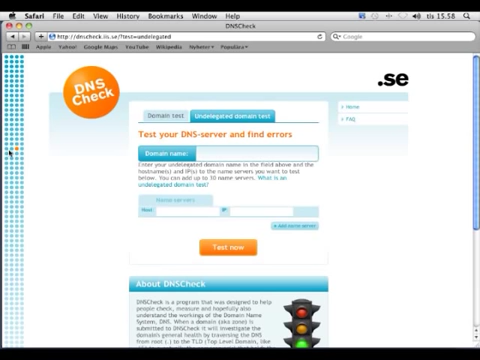 Safari File Edit View History Bookmarks Window Help tis 15.58
DNSCheck
http://dnscheck.iis.se/?test=undelegated
Google
Apple Yahoo! Google Maps YouTube Wikipedia Nyheter Populära
DNS
Check
.se
Home
FAQ
Domain test Undelegated domain test
Test your DNS-server and find errors
Domain name:
Enter your undelegated domain name in the field above and the
hostname(s) and IP(s) to the name servers you want to test
below. You can add up to 30 name servers. What is an
undelegated domain test?
Name servers
Host IP
+ Add name server
Test now
About DNSCheck
DNSCheck is a program that was designed to help
people check, measure and hopefully also
understand the workings of the Domain Name
System, DNS. When a domain (aka zone) is
submitted to DNSCheck it will investigate the
domain's general health by traversing the DNS
from root (.) to the TLD (Top Level Domain, like